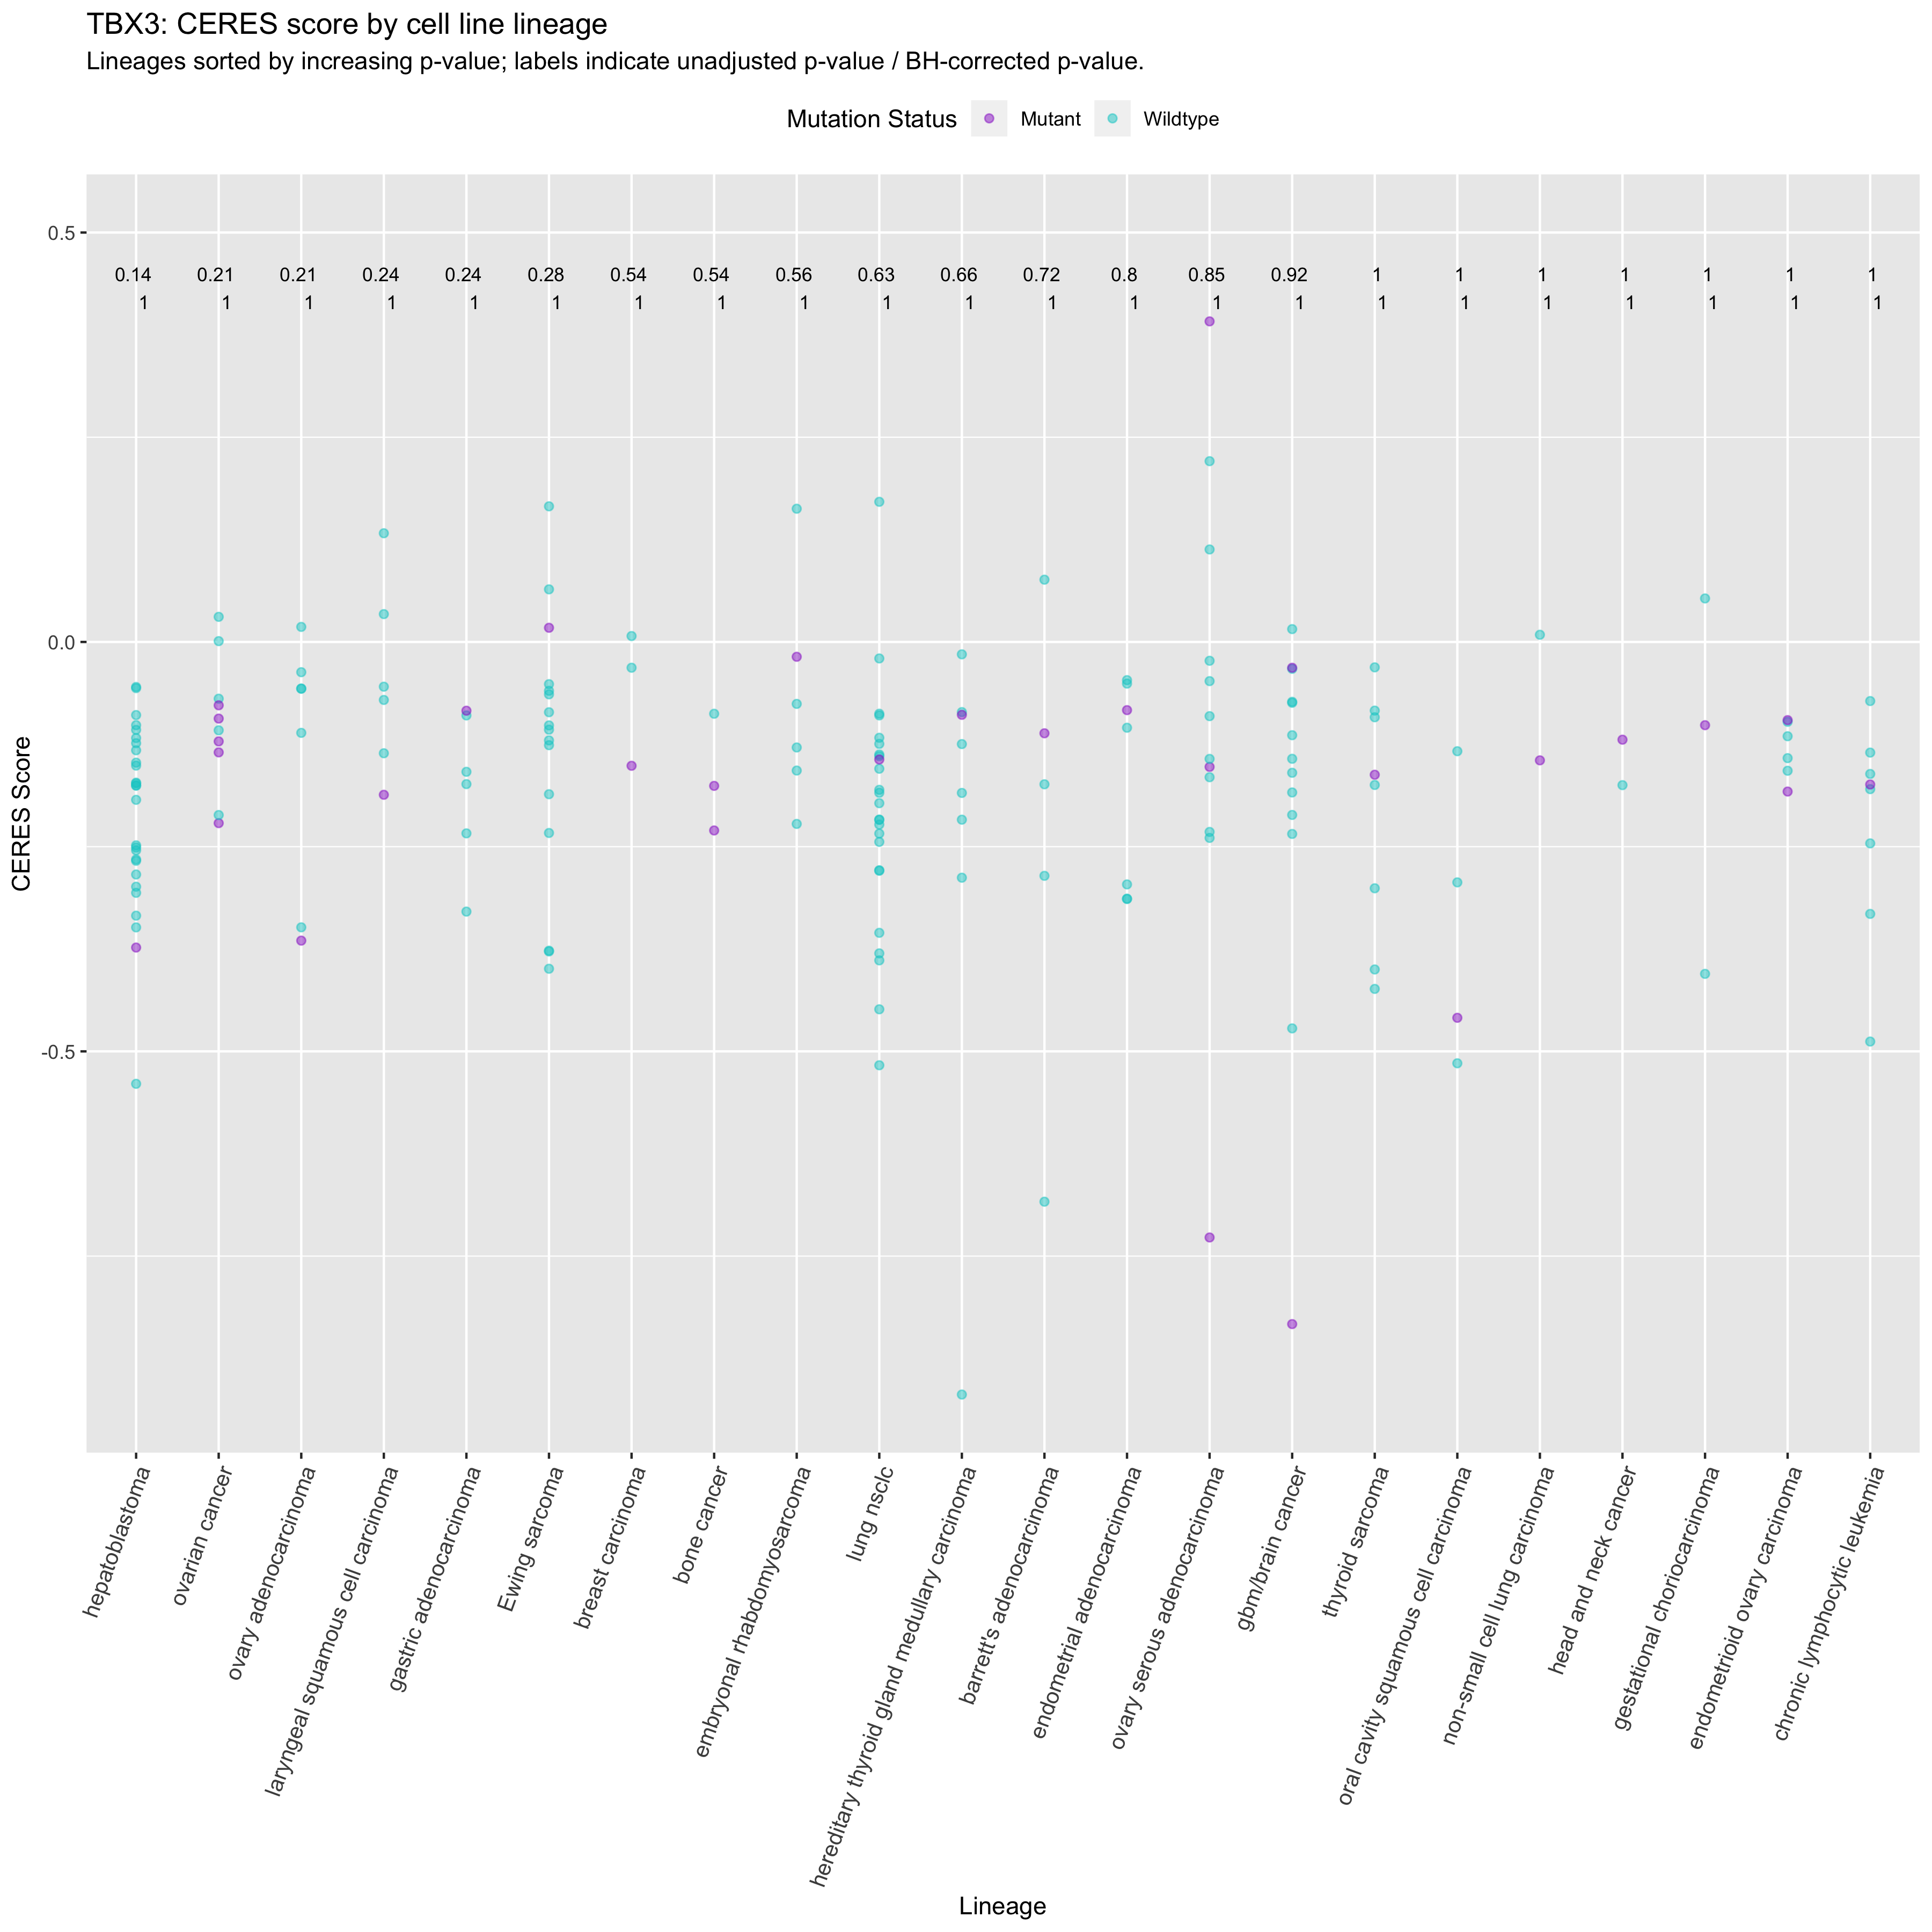 TBX3: CERES score by cell line lineage
Lineages sorted by increasing p-value; labels indicate unadjusted p-value / BH-corrected p-value.
Mutation Status Mutant Wildtype
0.5
0.14 0.21 0.21 0.24 0.24 0.28 0.54 0.54 0.56 0.63 0.66 0.72 0.8 0.85 0.92 1 1 1 1 1 1 1
1 1 1 1 1 1 1 1 1 1 1 1 1 1 1 1 1 1 1 1 1 1
0.0
-0.5
CERES Score
hepatoblastoma
ovarian cancer
ovary adenocarcinoma
laryngeal squamous cell carcinoma
gastric adenocarcinoma
Ewing sarcoma
breast carcinoma
bone cancer
embryonal rhabdomyosarcoma
lung nsclc
hereditary thyroid gland medullary carcinoma
barrett's adenocarcinoma
endometrial adenocarcinoma
ovary serous adenocarcinoma
gbm/brain cancer
thyroid sarcoma
oral cavity squamous cell carcinoma
non-small cell lung carcinoma
head and neck cancer
gestational choriocarcinoma
endometrioid ovary carcinoma
chronic lymphocytic leukemia
Lineage